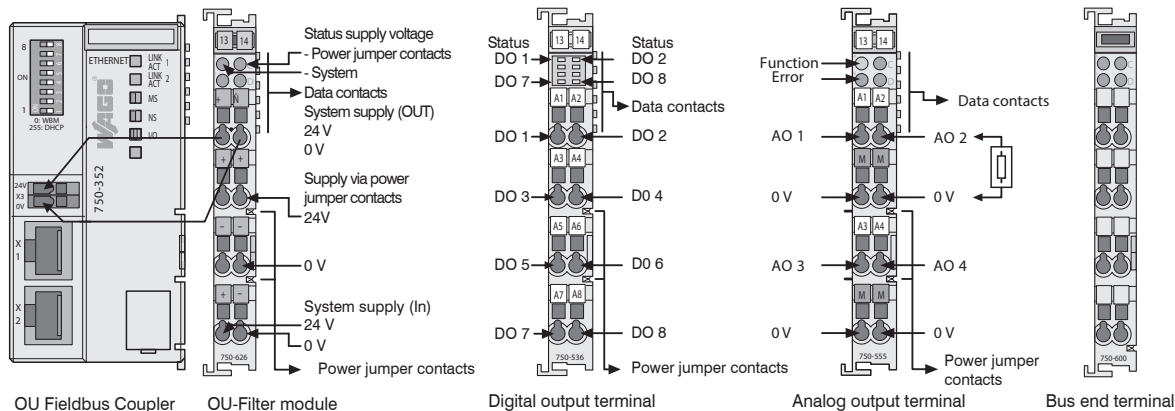 8
ON
1
0: WBM
255: DHCP
ETHERNET
LINK 1
ACT
LINK 2
ACT
MS
NS
I/O
WAGO
750-352
24V
X3
0V
X
1
X
2
OU Fieldbus Coupler
13 14
C
D
+ N
+ +
- -
+ -
750-626
Status supply voltage
- Power jumper contacts
- System
Data contacts
System supply (OUT)
24 V
0 V
Supply via power
jumper contacts
24V
0 V
System supply (In)
24 V
0 V
Power jumper contacts
OU-Filter module
13 14
Status
DO 1
DO 7
Status
DO 2
DO 8
Data contacts
A1 A2
DO 1
DO 2
A3 A4
DO 3
D0 4
A5 A6
DO 5
D0 6
A7 A8
DO 7
DO 8
750-536
Power jumper contacts
Digital output terminal
13 14
Function
Error
C
D
Data contacts
A1 A2
AO 1
AO 2
M M
0 V
0 V
A3 A4
AO 3
AO 4
M M
0 V
0 V
750-555
Power jumper
contacts
Analog output terminal
750-600
Bus end terminal